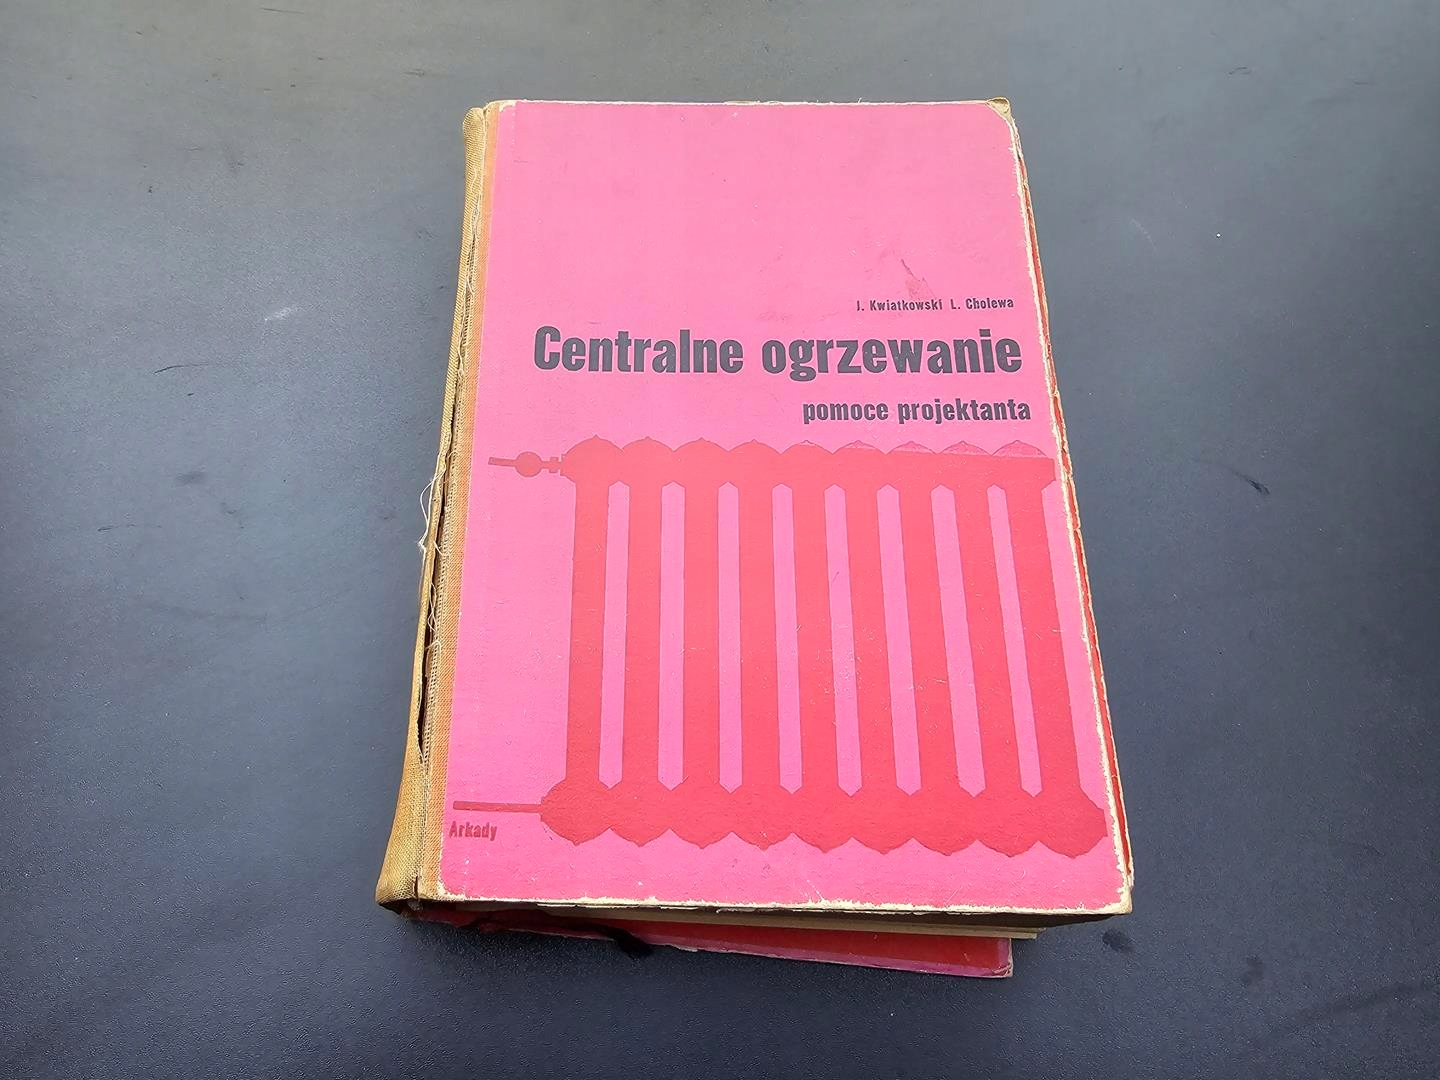 J. Kwiatkowski L. Cholewa
Centralne ogrzewanie
pomoce projektanta
Arkady